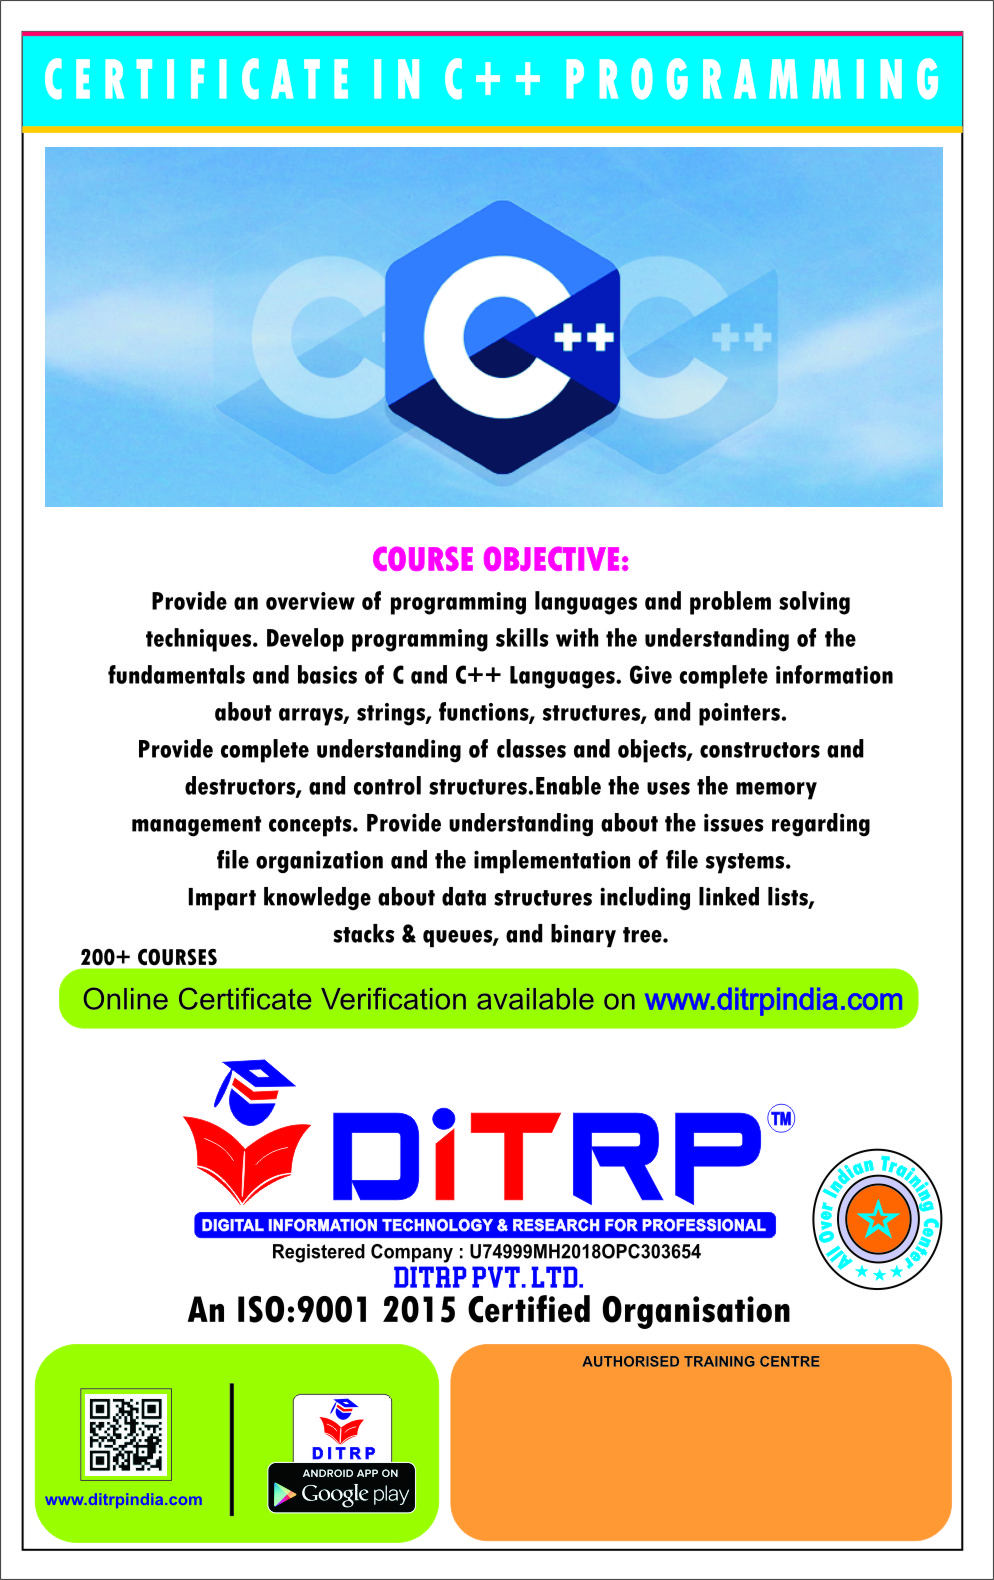 CERTIFICATE IN C++ PROGRAMMING
C++
C
++
C
++
COURSE OBJECTIVE:
Provide an overview of programming languages and problem solving
techniques. Develop programming skills with the understanding of the
fundamentals and basics of C and C++ Languages. Give complete information
about arrays, strings, functions, structures, and pointers.
Provide complete understanding of classes and objects, constructors and
destructors, and control structures.Enable the uses the memory
management concepts. Provide understanding about the issues regarding
file organization and the implementation of file systems.
Impart knowledge about data structures including linked lists,
stacks & queues, and binary tree.
200+ COURSES
Online Certificate Verification available on www.ditrpindia.com
DiTRP TM
DIGITAL INFORMATION TECHNOLOGY & RESEARCH FOR PROFESSIONAL
Registered Company : U74999MH2018OPC303654
DITRP PVT. LTD.
An ISO:9001 2015 Certified Organisation
All Over Indian Training Center
www.ditrpindia.com
DITRP
ANDROID APP ON
Google play
AUTHORISED TRAINING CENTRE